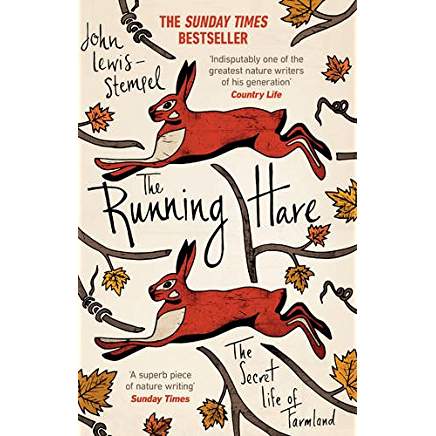 John
Lewis-
Stempel
THE SUNDAY TIMES
BESTSELLER
'Indisputably one of the
greatest nature writers
of his generation'
Country Life
The
Running Hare
The
Secret
life of
Farmland
'A superb piece
of nature writing'
Sunday Times